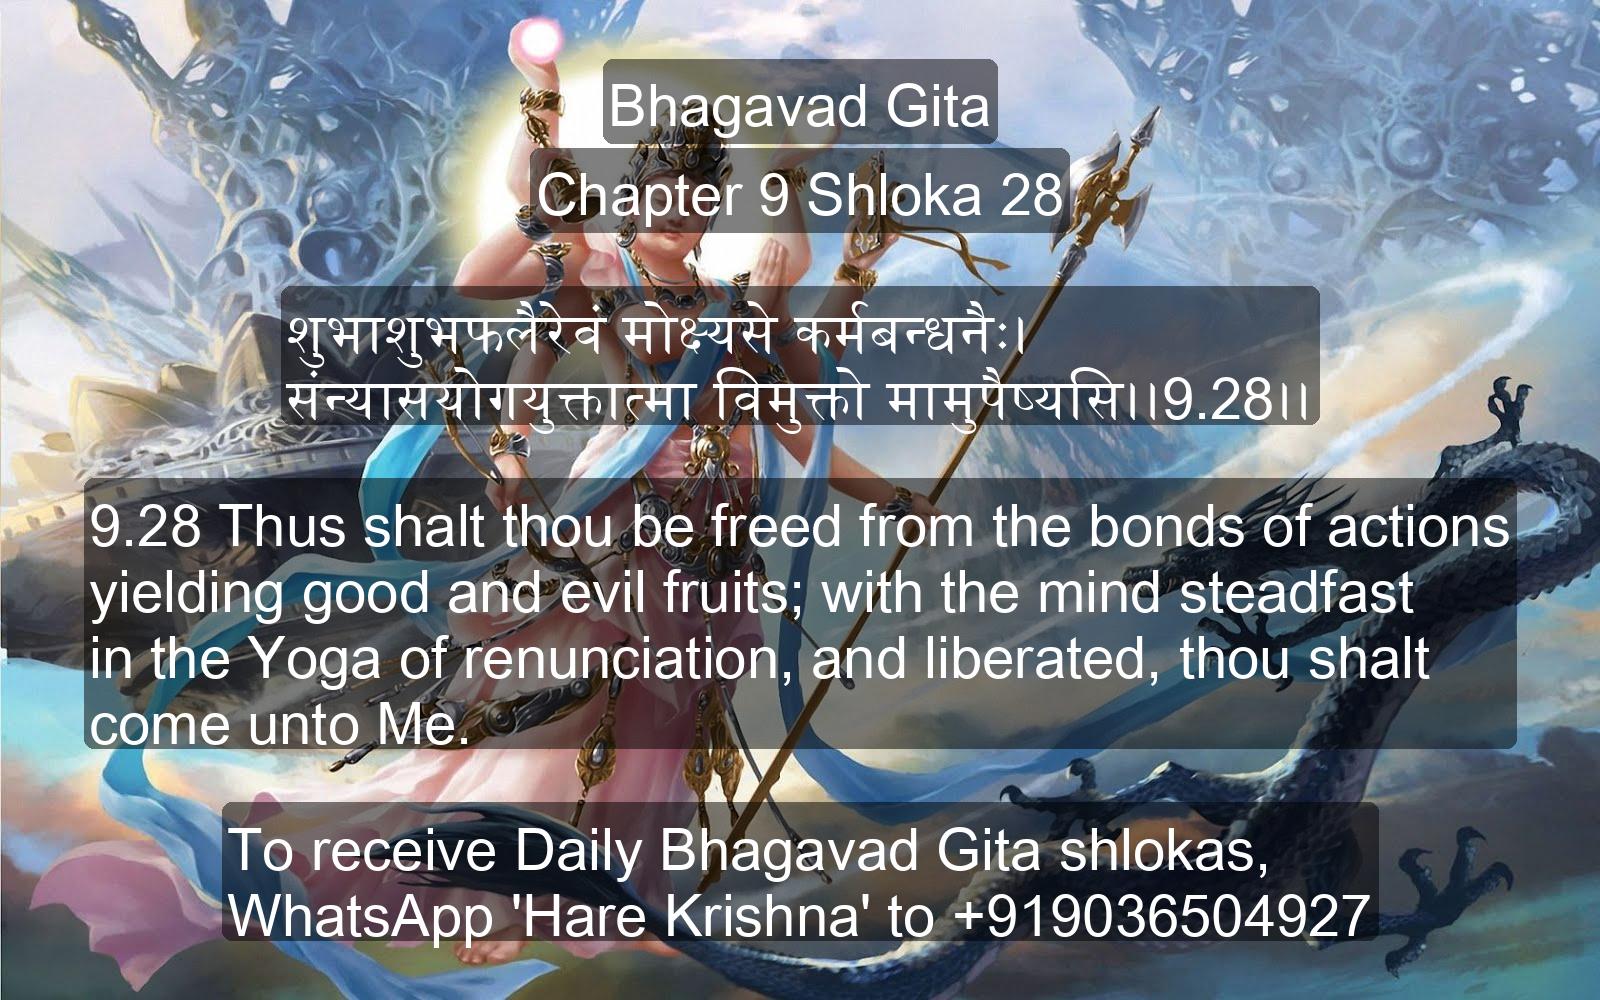 Bhagavad Gita
Chapter 9 Shloka 28
शुभाशुभफलैरेवं मोक्ष्यसे कर्मबन्धनैः।
संन्यासयोगयुक्तात्मा विमुक्तो मामुपैष्यसि।।9.28।।
9.28 Thus shalt thou be freed from the bonds of actions
yielding good and evil fruits; with the mind steadfast
in the Yoga of renunciation, and liberated, thou shalt
come unto Me.
To receive Daily Bhagavad Gita shlokas,
WhatsApp 'Hare Krishna' to +919036504927